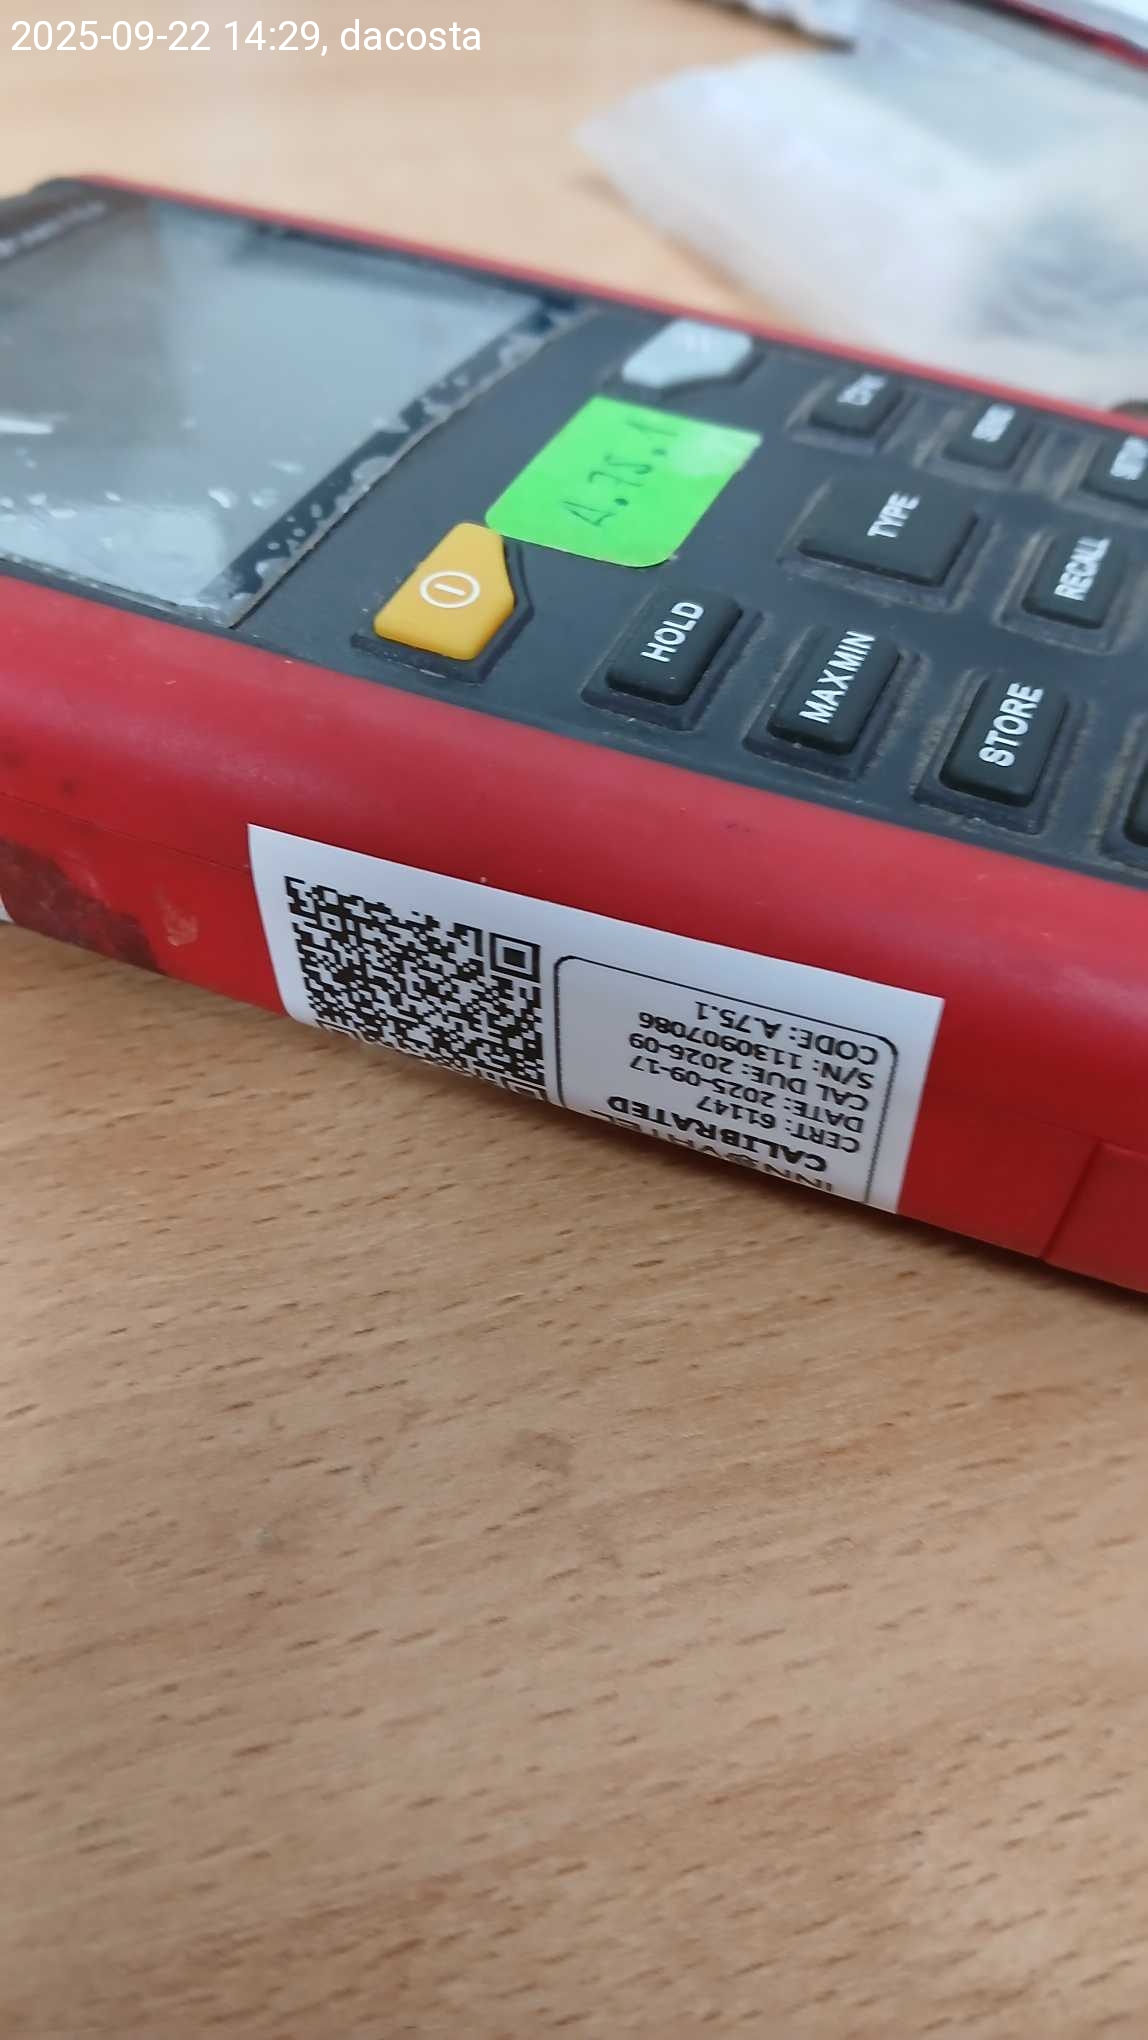 2025-09-22 14:29, dacosta
A.75.1
TYPE
RECALL
HOLD
MAXMIN
STORE
CALIBRATED
CERT: 61147
DATE: 2025-09-17
CAL DUE: 2026-09
S/N: 1130907086
CODE: A.75.1